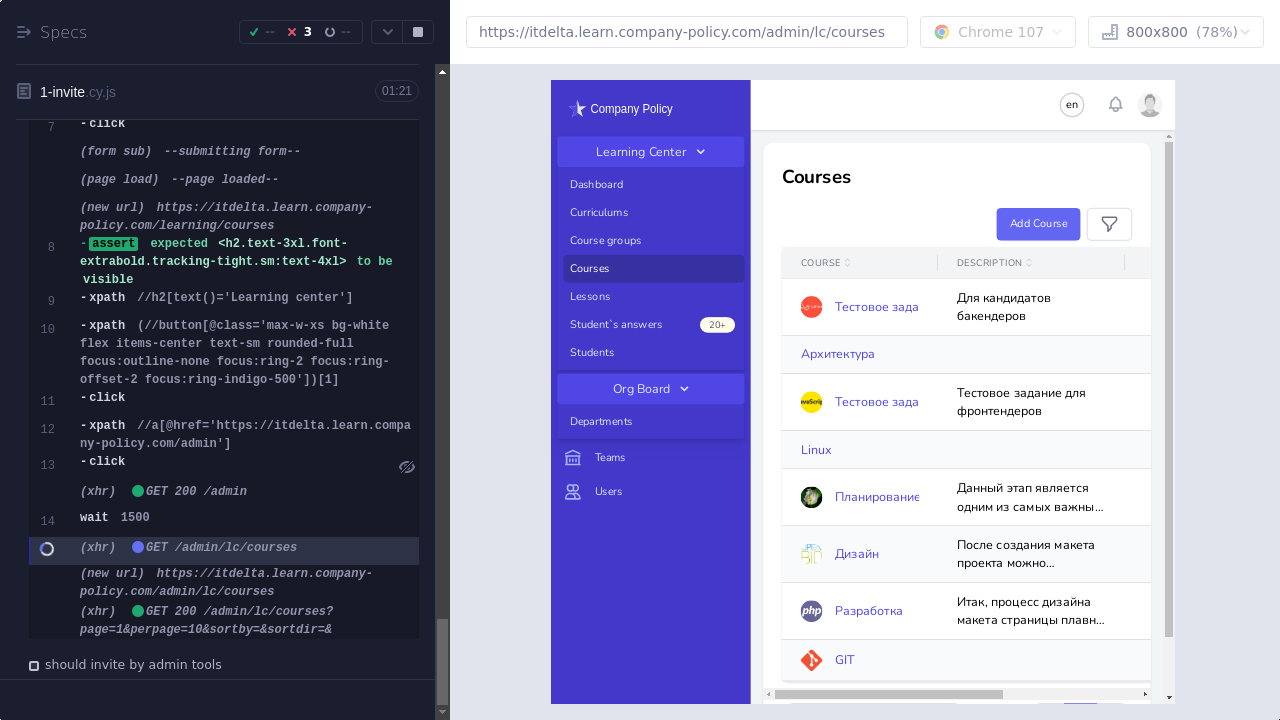 Specs
--
3
--
1-invite.cy.js
01:21
7
-click
(form sub) --submitting form--
(page load) --page loaded--
(new url) https://itdelta.learn.company-
policy.com/learning/courses
8
-assert expected <h2.text-3xl.font-
extrabold.tracking-tight.sm:text-4xl> to be
visible
9
-xpath //h2[text()='Learning center']
10
-xpath (//button[@class='max-w-xs bg-white
flex items-center text-sm rounded-full
focus:outline-none focus:ring-2 focus:ring-
offset-2 focus:ring-indigo-500'])[1]
11
-click
12
-xpath //a[@href='https://itdelta.learn.compa
ny-policy.com/admin']
13
-click
(xhr) GET 200 /admin
14
wait 1500
(xhr) GET /admin/lc/courses
(new url) https://itdelta.learn.company-
policy.com/admin/lc/courses
(xhr) GET 200 /admin/lc/courses?
page=1&perpage=10&sortby=&sortdir=&
should invite by admin tools
https://itdelta.learn.company-policy.com/admin/lc/courses
Chrome 107
800x800 (78%)
Company Policy
Learning Center
Dashboard
Curriculums
Course groups
Courses
Lessons
Student`s answers
20+
Students
Org Board
Departments
Teams
Users
en
Courses
Add Course
COURSE
DESCRIPTION
Тестовое зада
Для кандидатов
бакендеров
Архитектура
Тестовое зада
Тестовое задание для
фронтендеров
Linux
Планирование
Данный этап является
одним из самых важны...
Дизайн
После создания макета
проекта можно...
php
Разработка
Итак, процесс дизайна
макета страницы плавн...
GIT